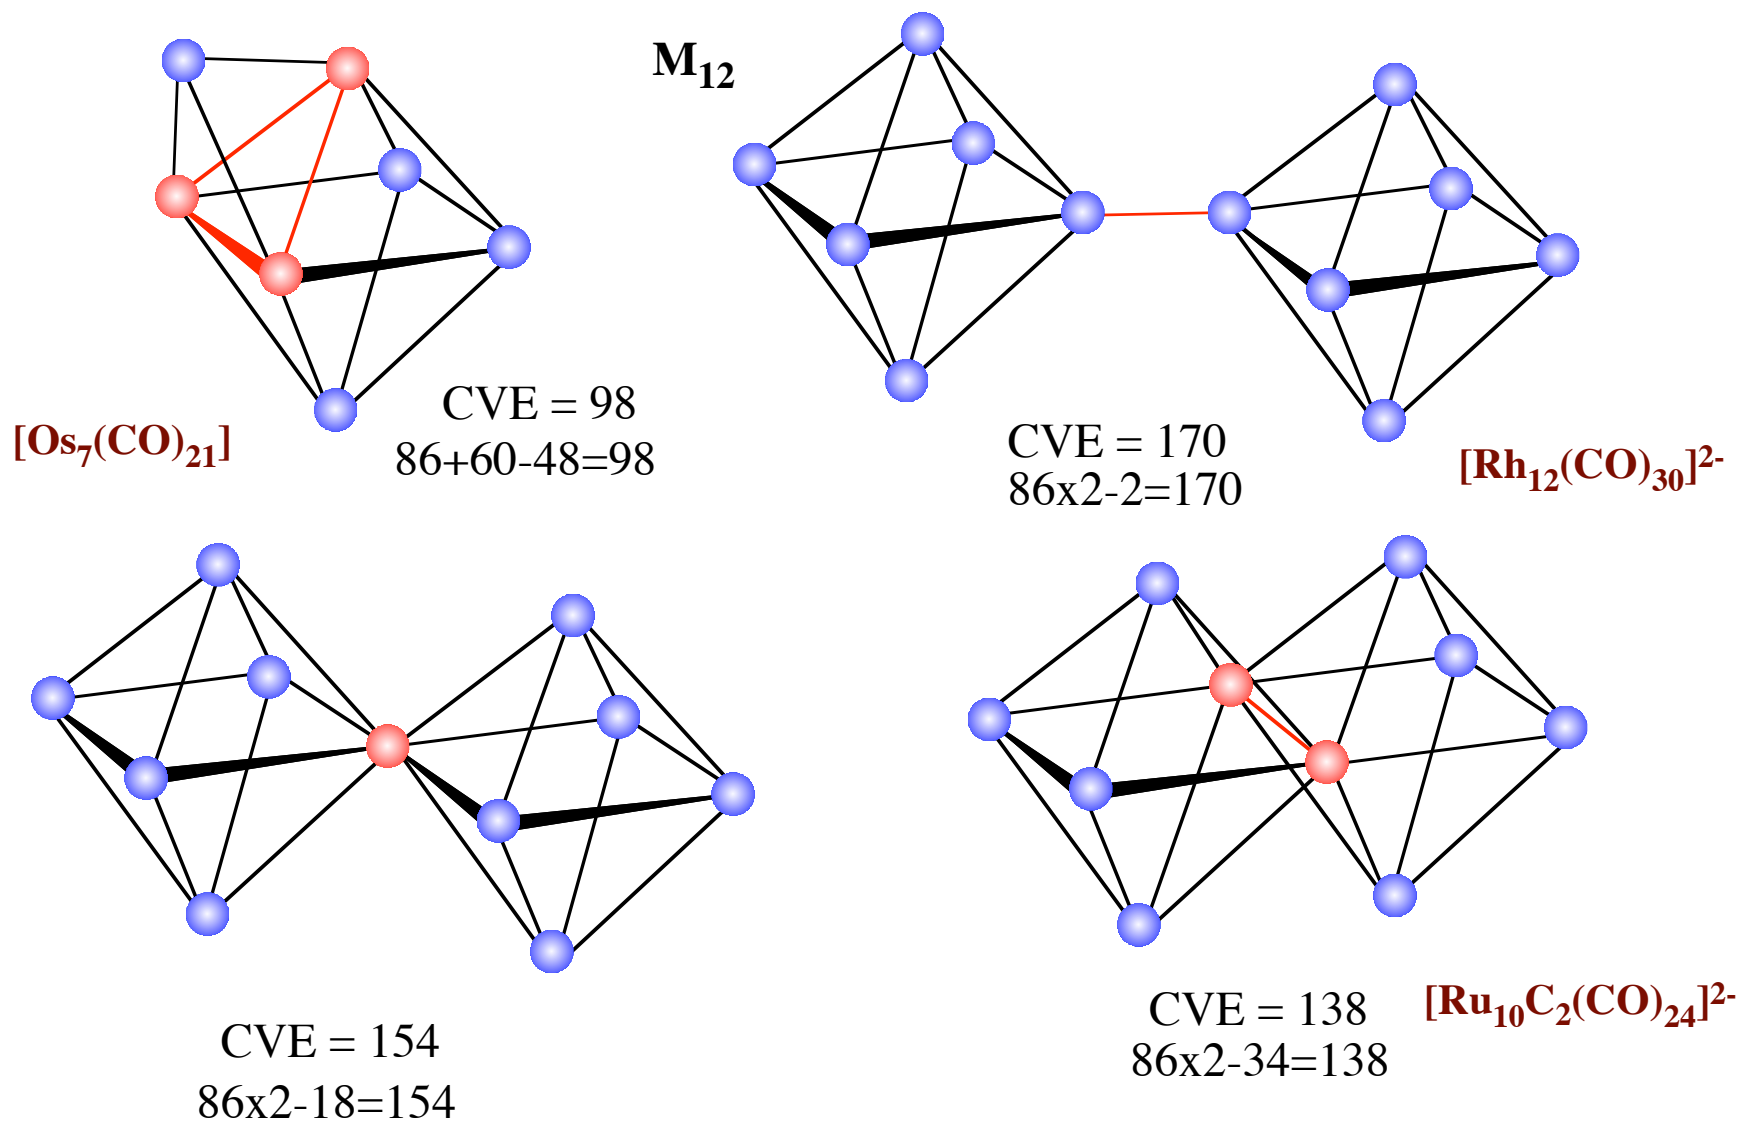 M₁₂
CVE = 98
86+60-48=98
[Os₇(CO)₂₁]
CVE = 170
86x2-2=170
[Rh₁₂(CO)₃₀]²⁻
CVE = 154
86x2-18=154
CVE = 138
86x2-34=138
[Ru₁₀C₂(CO)₂₄]²⁻